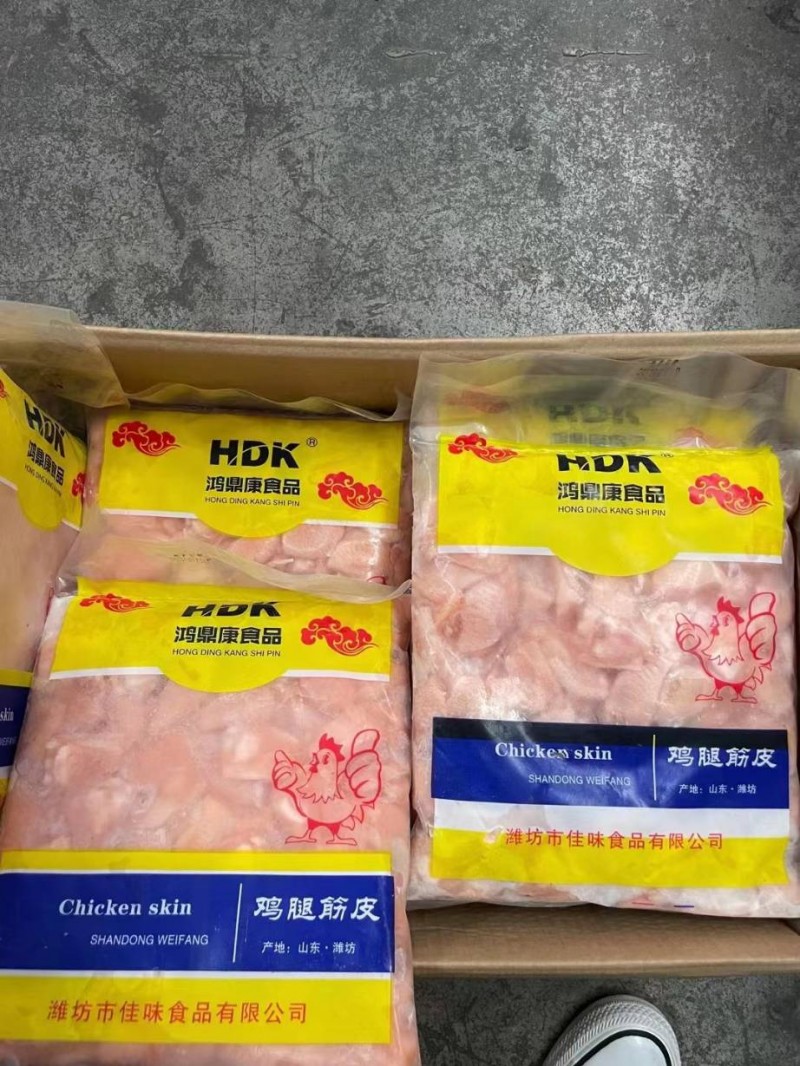 HDK
HDK®
鸿鼎康食品
HONG DING KANG SHI PIN
HDK
鸿鼎康食品
HONG DING KANG SHI PIN
HDK
鸿鼎康食品
HONG DING KANG SHI PIN
Chicken skin
鸡腿筋皮
SHANDONG WEIFANG
产地：山东·潍坊
潍坊市佳味食品有限公司
Chicken skin
鸡腿筋皮
SHANDONG WEIFANG
产地：山东·潍坊
潍坊市佳味食品有限公司